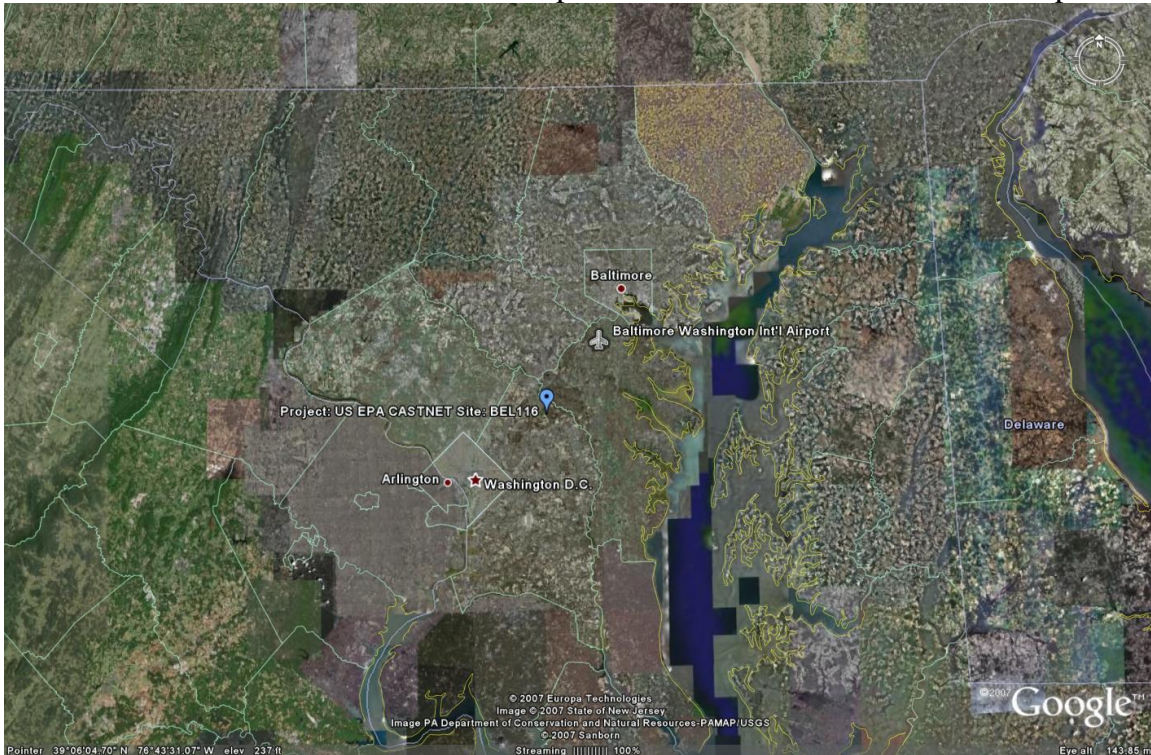 N
Baltimore
Baltimore Washington Int'l Airport
Project: US EPA CASTNET Site: BEL116
Delaware
Arlington
Washington D.C.
© 2007 Europa Technologies
Image © 2007 State of New Jersey
Image PA Department of Conservation and Natural Resources-PAMAP/USGS
© 2007 Sanborn
©2007 Google™
Pointer 39°06'04.70" N 76°43'31.07" W elev 237 ft Streaming 100% Eye alt 143.85 m